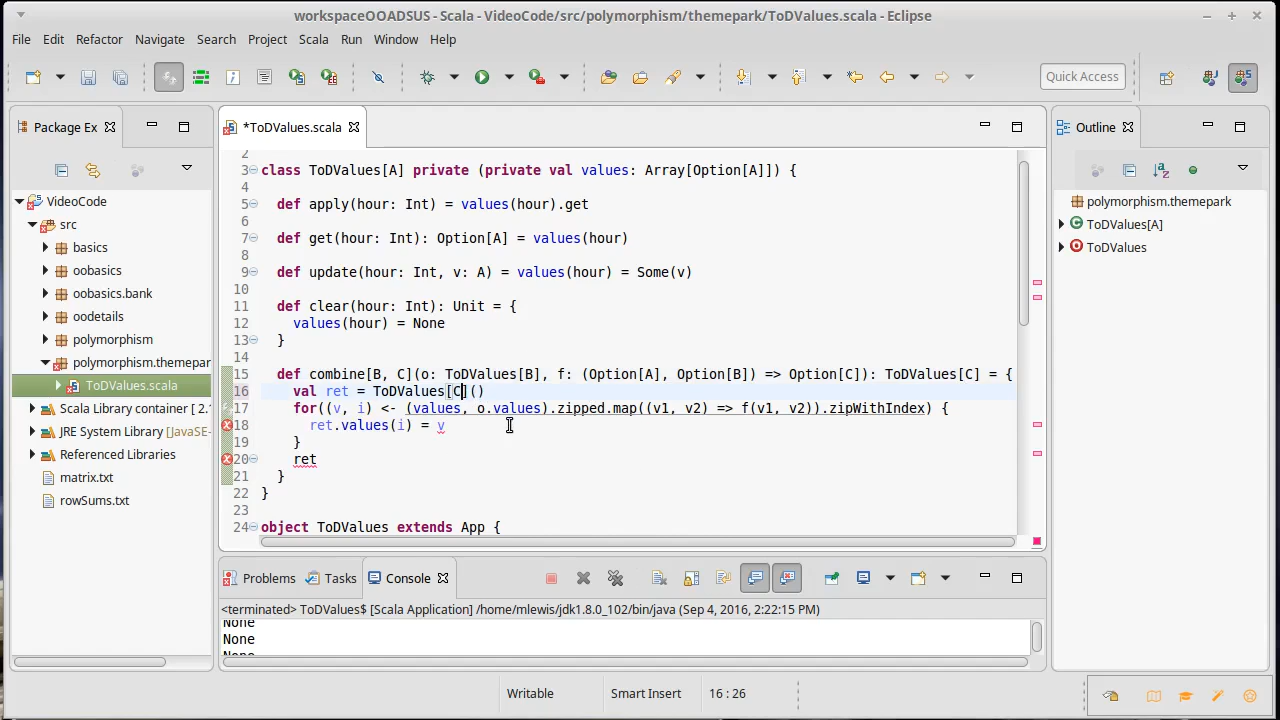 workspaceOOADSUS - Scala - VideoCode/src/polymorphism/themepark/ToDValues.scala - Eclipse
File Edit Refactor Navigate Search Project Scala Run Window Help
Quick Access
Package Ex
*ToDValues.scala
Outline
VideoCode
src
basics
oobasics
oobasics.bank
oodetails
polymorphism
polymorphism.themepar
ToDValues.scala
Scala Library container [ 2.
JRE System Library [JavaSE-
Referenced Libraries
matrix.txt
rowSums.txt
2
3 class ToDValues[A] private (private val values: Array[Option[A]]) {
4
5 def apply(hour: Int) = values(hour).get
6
7 def get(hour: Int): Option[A] = values(hour)
8
9 def update(hour: Int, v: A) = values(hour) = Some(v)
10
11 def clear(hour: Int): Unit = {
12 values(hour) = None
13 }
14
15 def combine[B, C](o: ToDValues[B], f: (Option[A], Option[B]) => Option[C]): ToDValues[C] = {
16 val ret = ToDValues[C]()
17 for((v, i) <- (values, o.values).zipped.map((v1, v2) => f(v1, v2)).zipWithIndex) {
18 ret.values(i) = v
19 }
20 ret
21 }
22 }
23
24 object ToDValues extends App {
polymorphism.themepark
ToDValues[A]
ToDValues
Problems Tasks Console
<terminated> ToDValues$ [Scala Application] /home/mlewis/jdk1.8.0_102/bin/java (Sep 4, 2016, 2:22:15 PM)
None
None
Writable Smart Insert 16 : 26